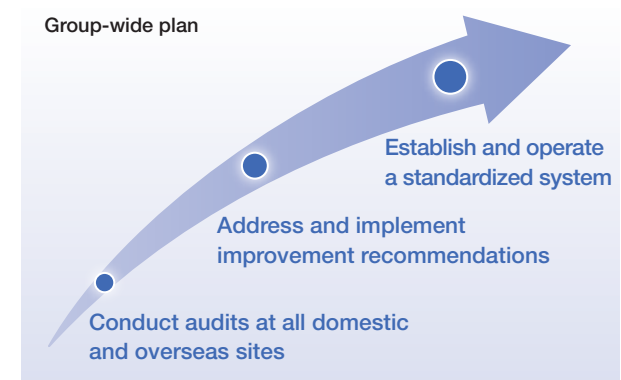 Group-wide plan
Establish and operate
a standardized system
Address and implement
improvement recommendations
Conduct audits at all domestic
and overseas sites